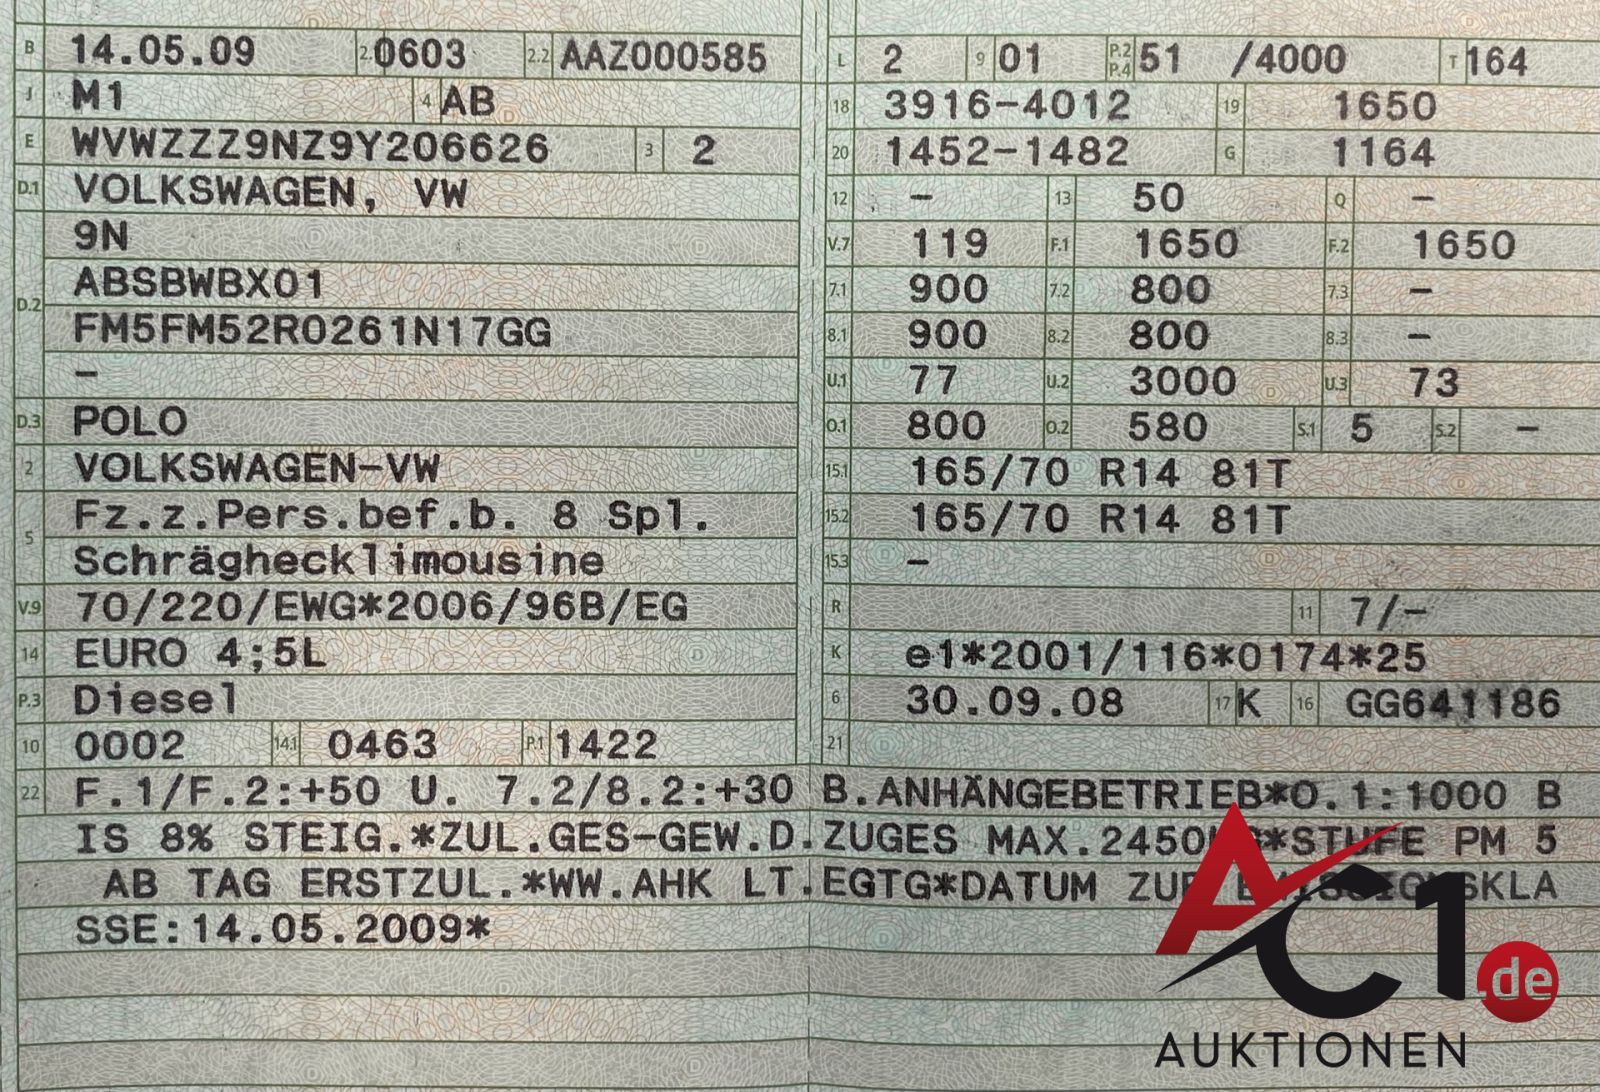 B 14.05.09 2.1 0603 2.2 AAZ000585
J M1 4 AB
E WVWZZZ9NZ9Y206626 3 2
D.1 VOLKSWAGEN, VW
9N
D.2 ABSBWBX01
FM5FM52R0261N17GG
–
D.3 POLO
2 VOLKSWAGEN-VW
5 Fz.z.Pers.bef.b. 8 Spl.
Schräghecklimousine
V.9 70/220/EWG*2006/96B/EG
14 EURO 4;5L
P.3 Diesel
10 0002 14.1 0463 P.1 1422
L 2 9 01 P.2 P.4 51 /4000 T 164
18 3916-4012 19 1650
20 1452-1482 G 1164
12 – 13 50 Q –
V.7 119 F.1 1650 F.2 1650
7.1 900 7.2 800 7.3 –
8.1 900 8.2 800 8.3 –
U.1 77 U.2 3000 U.3 73
O.1 800 O.2 580 S.1 5 S.2 –
15.1 165/70 R14 81T
15.2 165/70 R14 81T
15.3 –
R 11 7/–
K e1*2001/116*0174*25
6 30.09.08 17 K 16 GG641186
21
22 F.1/F.2:+50 U. 7.2/8.2:+30 B.ANHÄNGEBETRIEB*O.1:1000 B
IS 8% STEIG.*ZUL.GES-GEW.D.ZUGES MAX.2450KG*STUFE PM 5
AB TAG ERSTZUL.*WW.AHK LT.EGTG*DATUM ZUR EMISSIONSKLA
SSE:14.05.2009*
AC1.de
AUKTIONEN